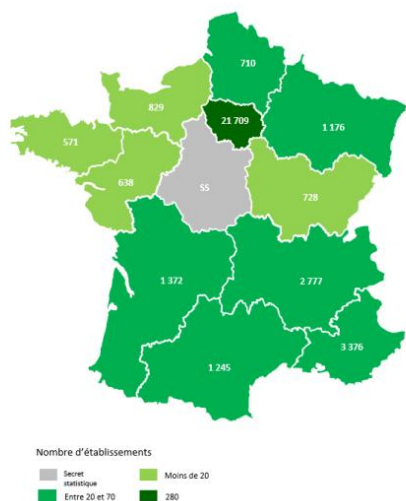 710
829
21 709
1 176
571
638
SS
728
1 372
2 777
3 376
1 245
Nombre d'établissements
Secret
statistique
Moins de 20
Entre 20 et 70
280